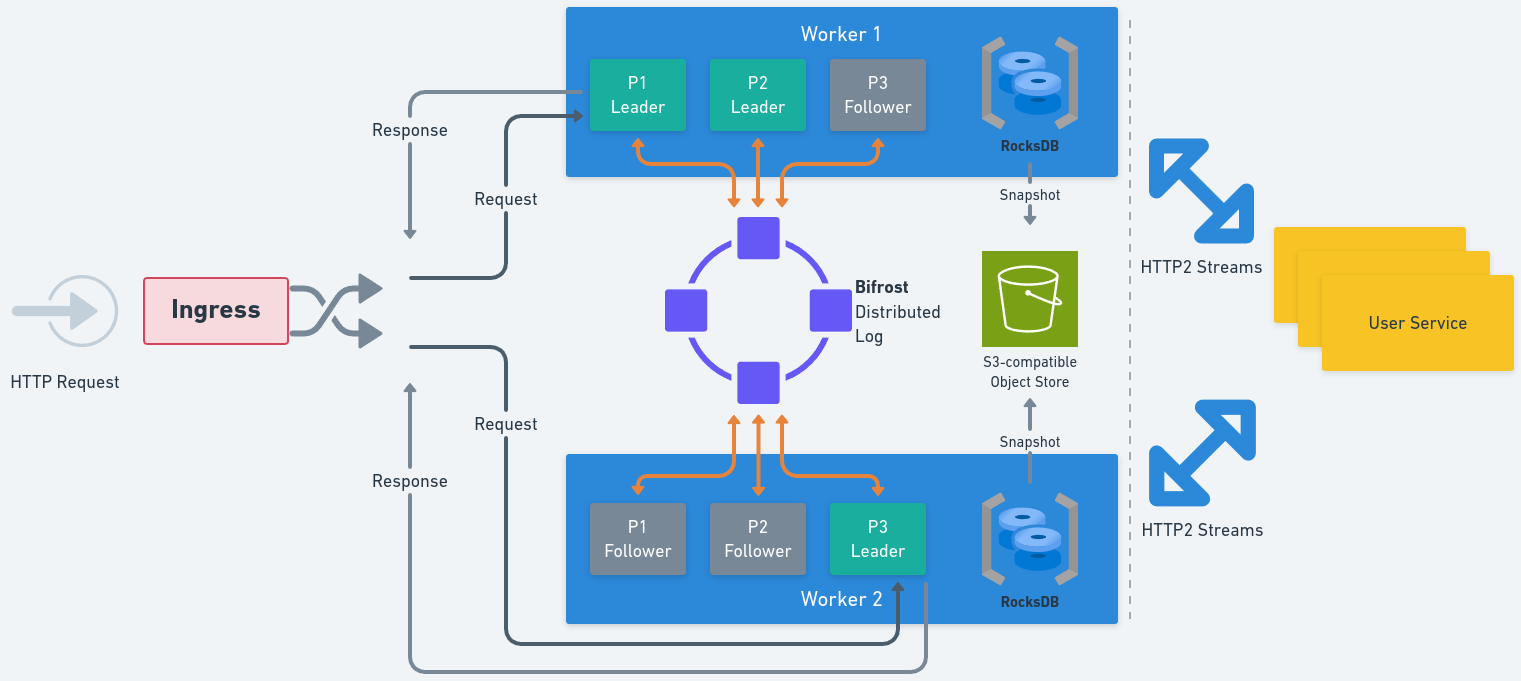 Worker 1
P1
Leader
P2
Leader
P3
Follower
RocksDB
Response
Request
Snapshot
HTTP2 Streams
Ingress
HTTP Request
Bifrost
Distributed
Log
S3-compatible
Object Store
User Service
Request
Snapshot
Response
HTTP2 Streams
P1
Follower
P2
Follower
P3
Leader
Worker 2
RocksDB